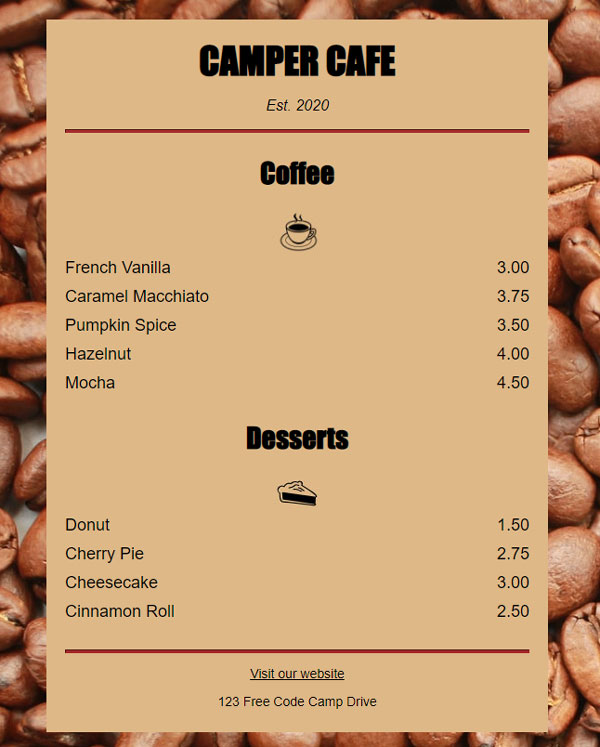 CAMPER CAFE
Est. 2020
Coffee
French Vanilla 3.00
Caramel Macchiato 3.75
Pumpkin Spice 3.50
Hazelnut 4.00
Mocha 4.50
Desserts
Donut 1.50
Cherry Pie 2.75
Cheesecake 3.00
Cinnamon Roll 2.50
Visit our website
123 Free Code Camp Drive